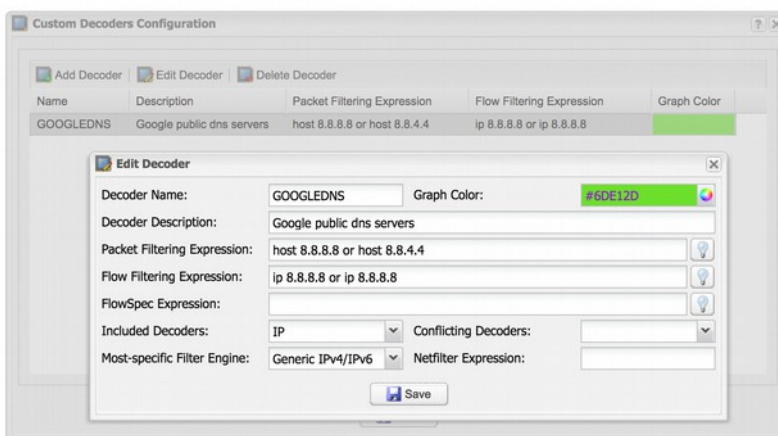 Custom Decoders Configuration
Add Decoder Edit Decoder Delete Decoder
Name Description Packet Filtering Expression Flow Filtering Expression Graph Color
GOOGLEDNS Google public dns servers host 8.8.8.8 or host 8.8.4.4 ip 8.8.8.8 or ip 8.8.8.8
Edit Decoder
Decoder Name: GOOGLEDNS Graph Color: #6DE12D
Decoder Description: Google public dns servers
Packet Filtering Expression: host 8.8.8.8 or host 8.8.4.4
Flow Filtering Expression: ip 8.8.8.8 or ip 8.8.8.8
FlowSpec Expression:
Included Decoders: IP Conflicting Decoders:
Most-specific Filter Engine: Generic IPv4/IPv6 Netfilter Expression:
Save